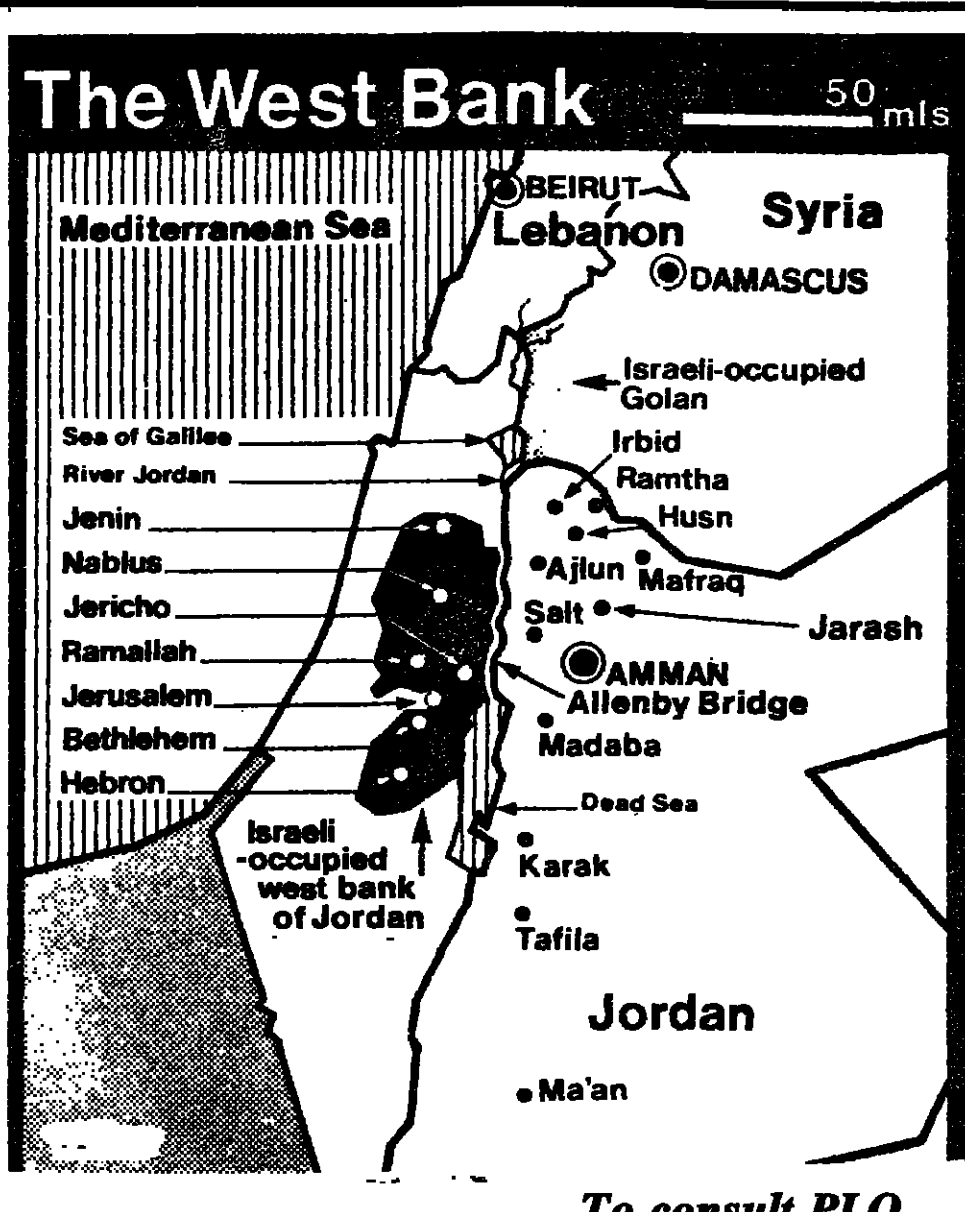 The West Bank
50 mls
BEIRUT
Mediterranean Sea
Lebanon
Syria
DAMASCUS
Israeli-occupied
Golan
Sea of Galilee
River Jordan
Jenin
Nablus
Jericho
Ramallah
Jerusalem
Bethlehem
Hebron
Irbid
Ramtha
Husn
Ajlun
Mafraq
Salt
Jarash
AMMAN
Allenby Bridge
Madaba
Dead Sea
Israeli
-occupied
west bank
of Jordan
Karak
Tafila
Jordan
Ma'an
To consult PLO